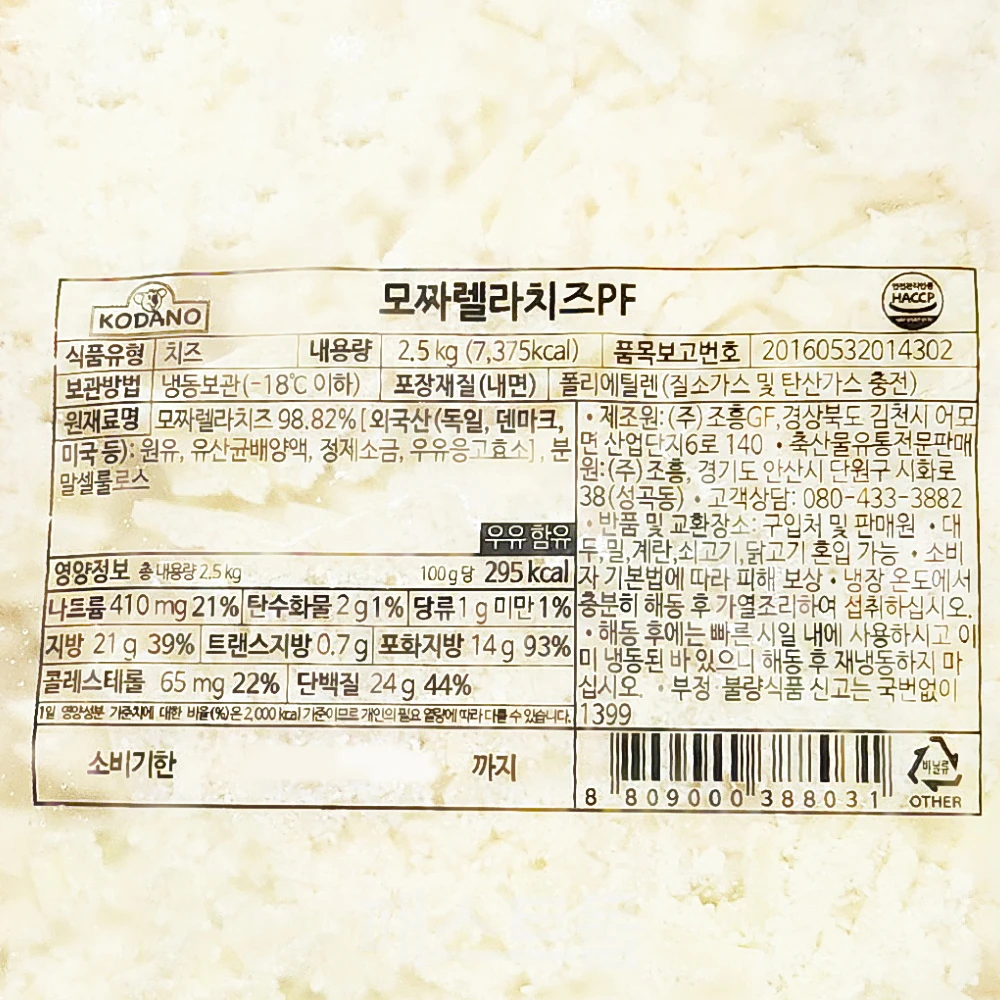 KODANO
모짜렐라치즈PF
안전관리인증
HACCP
식품유형 치즈 내용량 2.5 kg (7,375kcal) 품목보고번호 20160532014302
보관방법 냉동보관(-18℃ 이하) 포장재질(내면) 폴리에틸렌(질소가스 및 탄산가스 충전)
원재료명 모짜렐라치즈 98.82% [외국산(독일, 덴마크,
미국 등): 원유, 유산균배양액, 정제소금, 우유응고효소], 분
말셀룰로스
우유 함유
영양정보 총 내용량 2.5 kg 100 g 당 295 kcal
나트륨 410 mg 21% 탄수화물 2 g 1% 당류 1 g 미만 1%
지방 21 g 39% 트랜스지방 0.7 g 포화지방 14 g 93%
콜레스테롤 65 mg 22% 단백질 24 g 44%
1일 영양성분 기준치에 대한 비율(%)은 2,000 kcal 기준이므로 개인의 필요 열량에 따라 다를 수 있습니다.
소비기한 까지
• 제조원: (주) 조흥GF, 경상북도 김천시 어모
면 산업단지6로 140 • 축산물유통전문판매
원: (주)조흥, 경기도 안산시 단원구 시화로
38(성곡동) • 고객상담: 080-433-3882
• 반품 및 교환장소: 구입처 및 판매원 • 대
두,밀,계란,쇠고기,닭고기 혼입 가능 • 소비
자 기본법에 따라 피해 보상 • 냉장 온도에서
충분히 해동 후 가열조리하여 섭취하십시오.
• 해동 후에는 빠른 시일 내에 사용하시고 이
미 냉동된 바 있으니 해동 후 재냉동하지 마
십시오. • 부정·불량식품 신고는 국번없이
1399
8 809000 388031
비닐류
OTHER